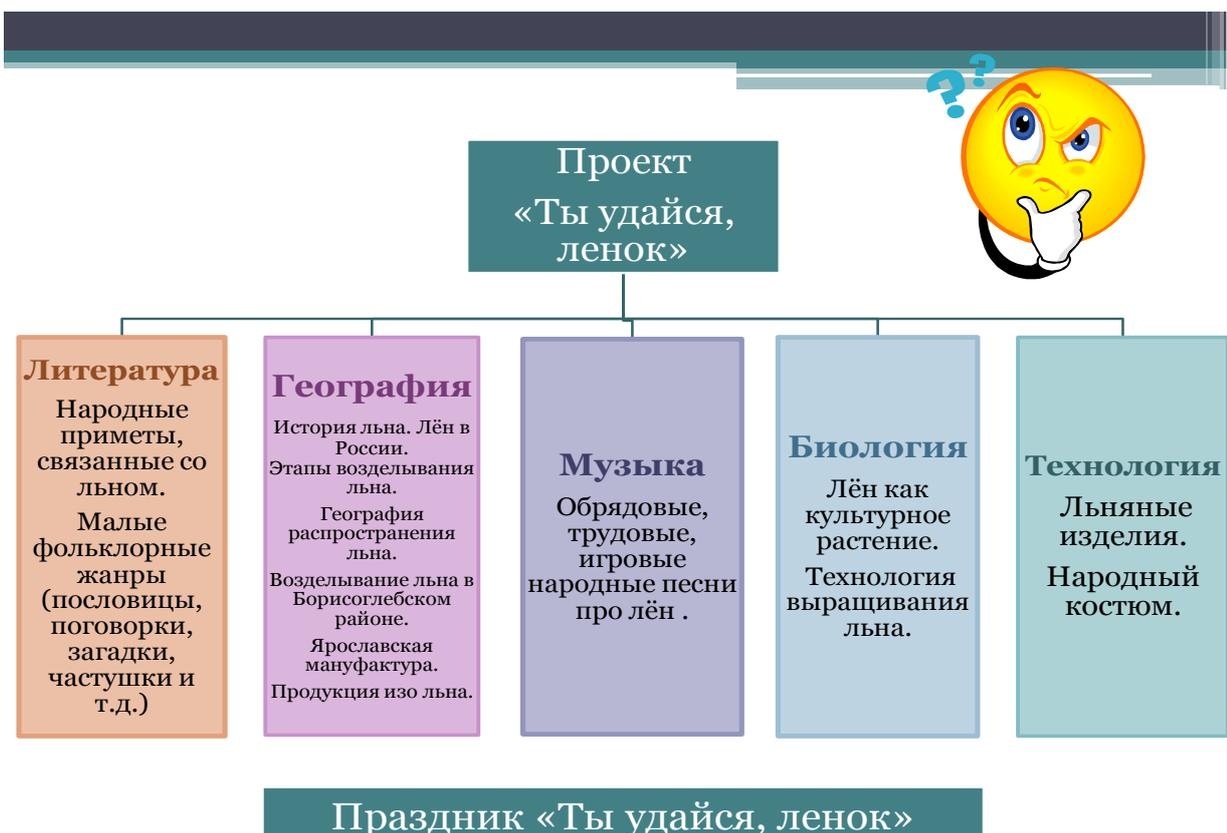 ? ?
Проект
«Ты удайся,
ленок»
Литература
Народные
приметы,
связанные со
льном.
Малые
фольклорные
жанры
(пословицы,
поговорки,
загадки,
частушки и
т.д.)
География
История льна. Лён в
России.
Этапы возделывания
льна.
География
распространения
льна.
Возделывание льна в
Борисоглебском
районе.
Ярославская
мануфактура.
Продукция изо льна.
Музыка
Обрядовые,
трудовые,
игровые
народные песни
про лён .
Биология
Лён как
культурное
растение.
Технология
выращивания
льна.
Технология
Льняные
изделия.
Народный
костюм.
Праздник «Ты удайся, ленок»